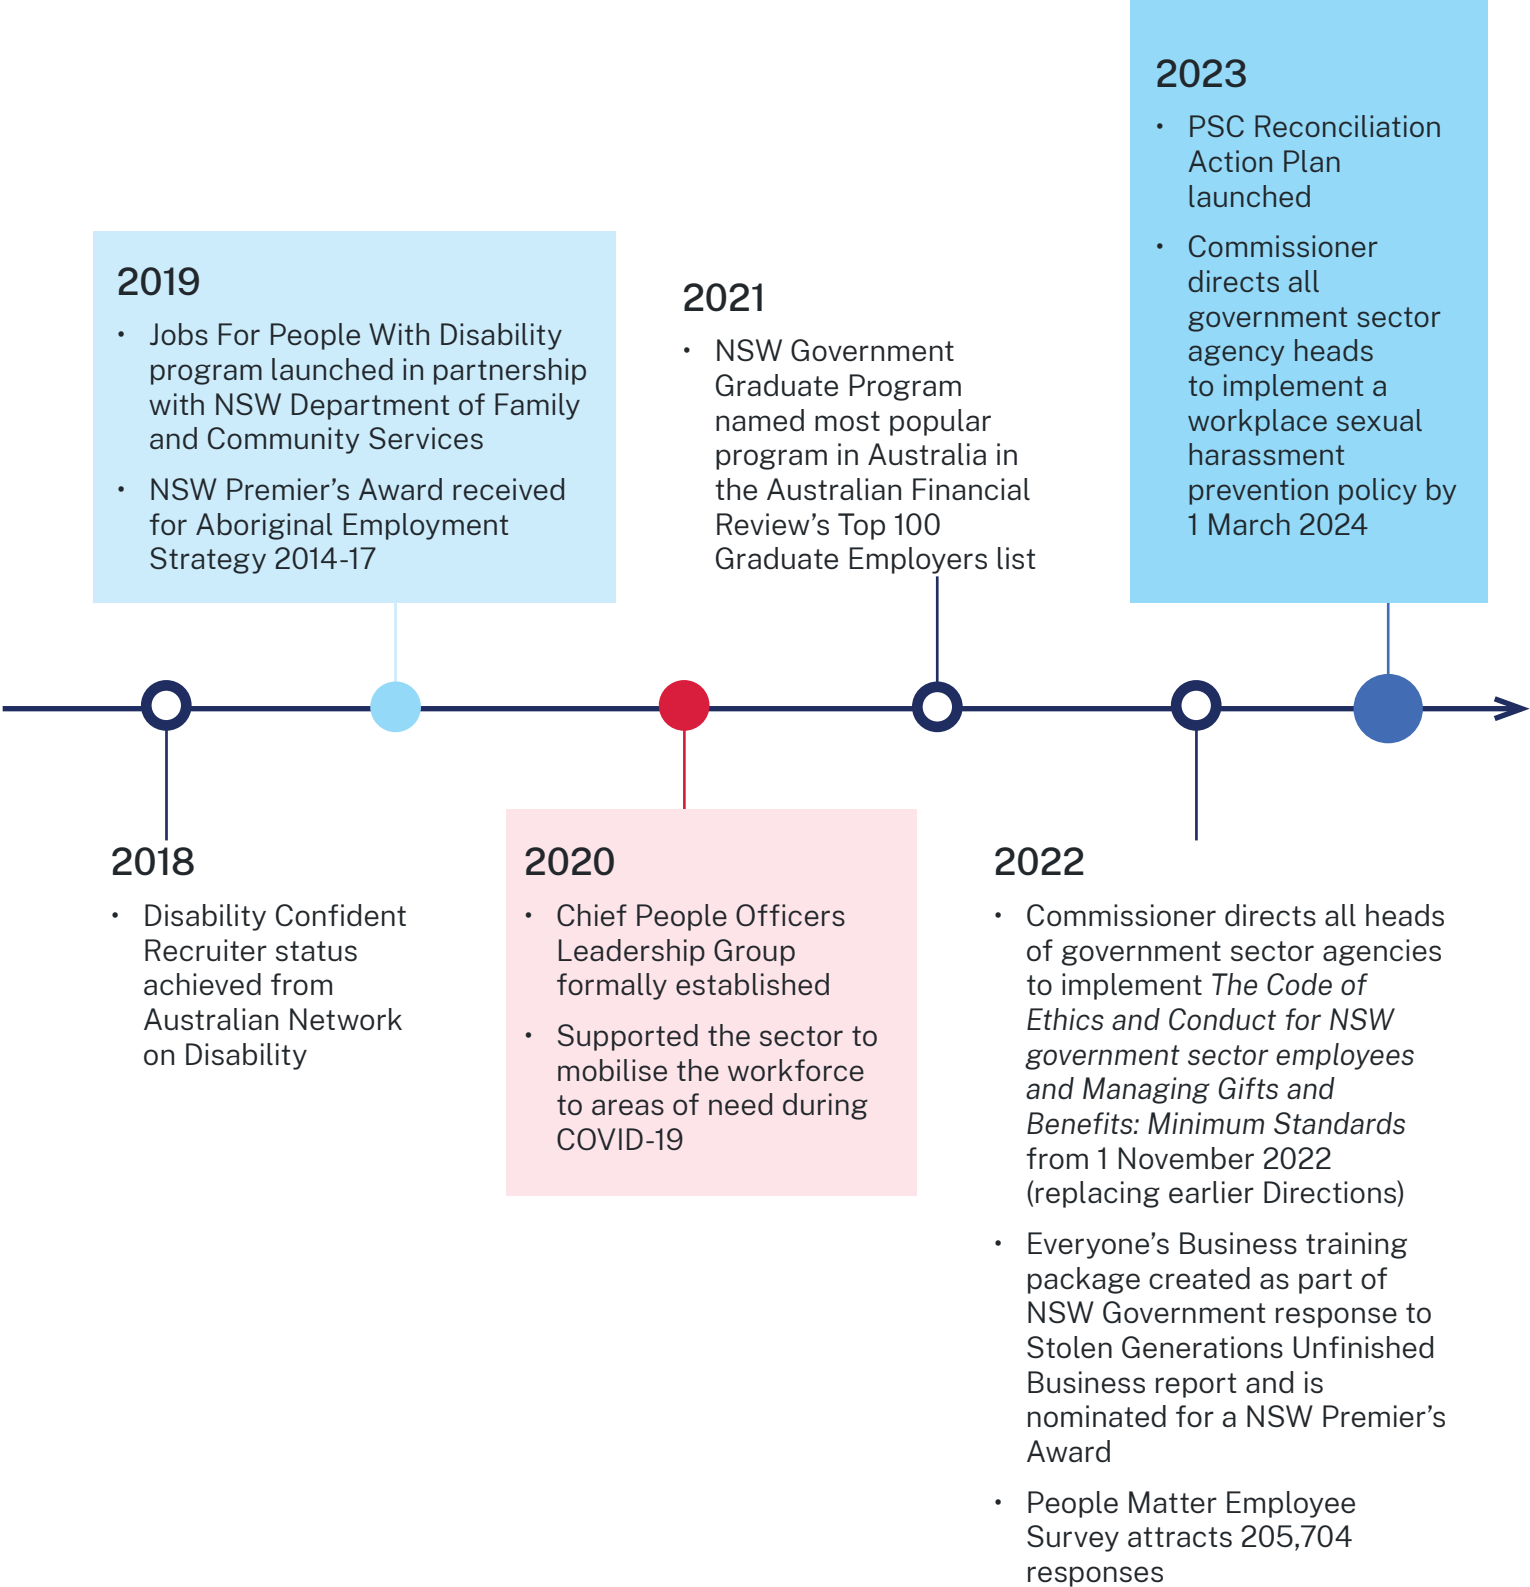 2023
• PSC Reconciliation
Action Plan
launched
• Commissioner
directs all
government sector
agency heads
to implement a
workplace sexual
harassment
prevention policy by
1 March 2024
2019
• Jobs For People With Disability
program launched in partnership
with NSW Department of Family
and Community Services
• NSW Premier’s Award received
for Aboriginal Employment
Strategy 2014-17
2021
• NSW Government
Graduate Program
named most popular
program in Australia in
the Australian Financial
Review’s Top 100
Graduate Employers list
2018
• Disability Confident
Recruiter status
achieved from
Australian Network
on Disability
2020
• Chief People Officers
Leadership Group
formally established
• Supported the sector to
mobilise the workforce
to areas of need during
COVID-19
2022
• Commissioner directs all heads
of government sector agencies
to implement The Code of
Ethics and Conduct for NSW
government sector employees
and Managing Gifts and
Benefits: Minimum Standards
from 1 November 2022
(replacing earlier Directions)
• Everyone’s Business training
package created as part of
NSW Government response to
Stolen Generations Unfinished
Business report and is
nominated for a NSW Premier’s
Award
• People Matter Employee
Survey attracts 205,704
responses